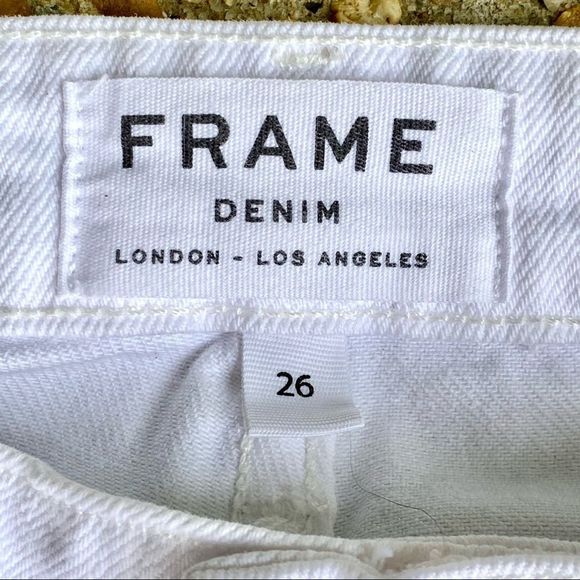 FRAME
DENIM
LONDON - LOS ANGELES
26